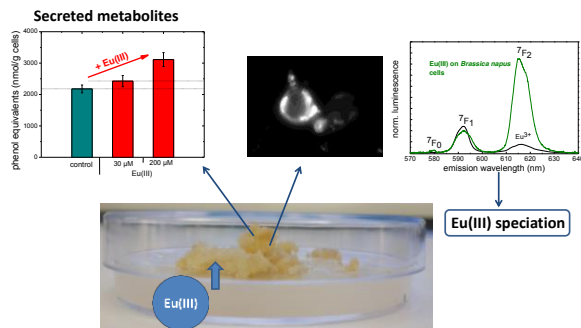 Secreted metabolites
phenol equivalents (nmol/g cells)
4000
3000
2000
1000
0
+ Eu(III)
control
30 µM
200 µM
Eu(III)
norm. luminescence
Eu(III) on Brassica napus
cells
7F0
7F1
7F2
Eu3+
570
580
590
600
610
620
630
640
emission wavelength (nm)
Eu(III) speciation
Eu(III)